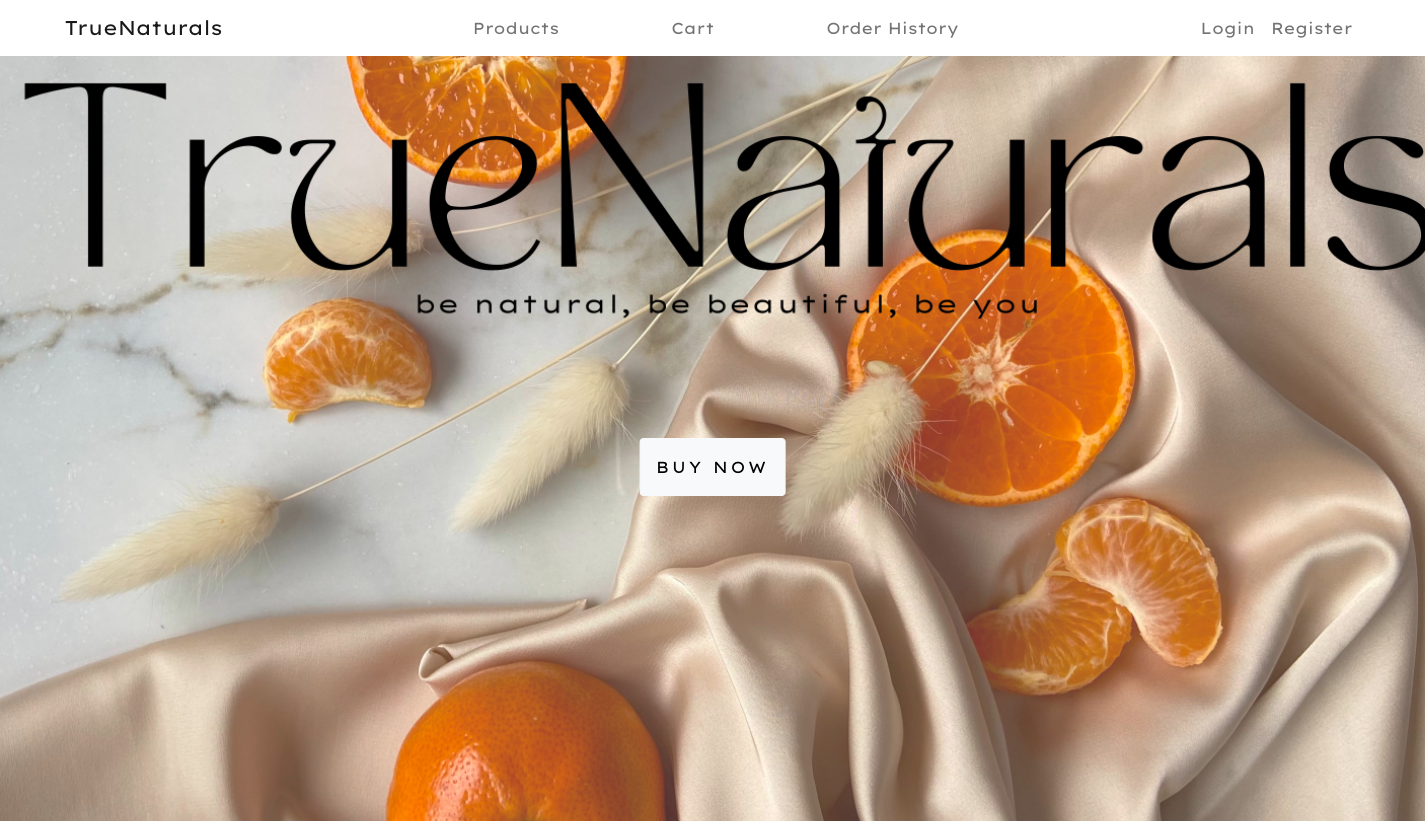 TrueNaturals Products Cart Order History Login Register
TrueNaturals
be natural, be beautiful, be you
BUY NOW